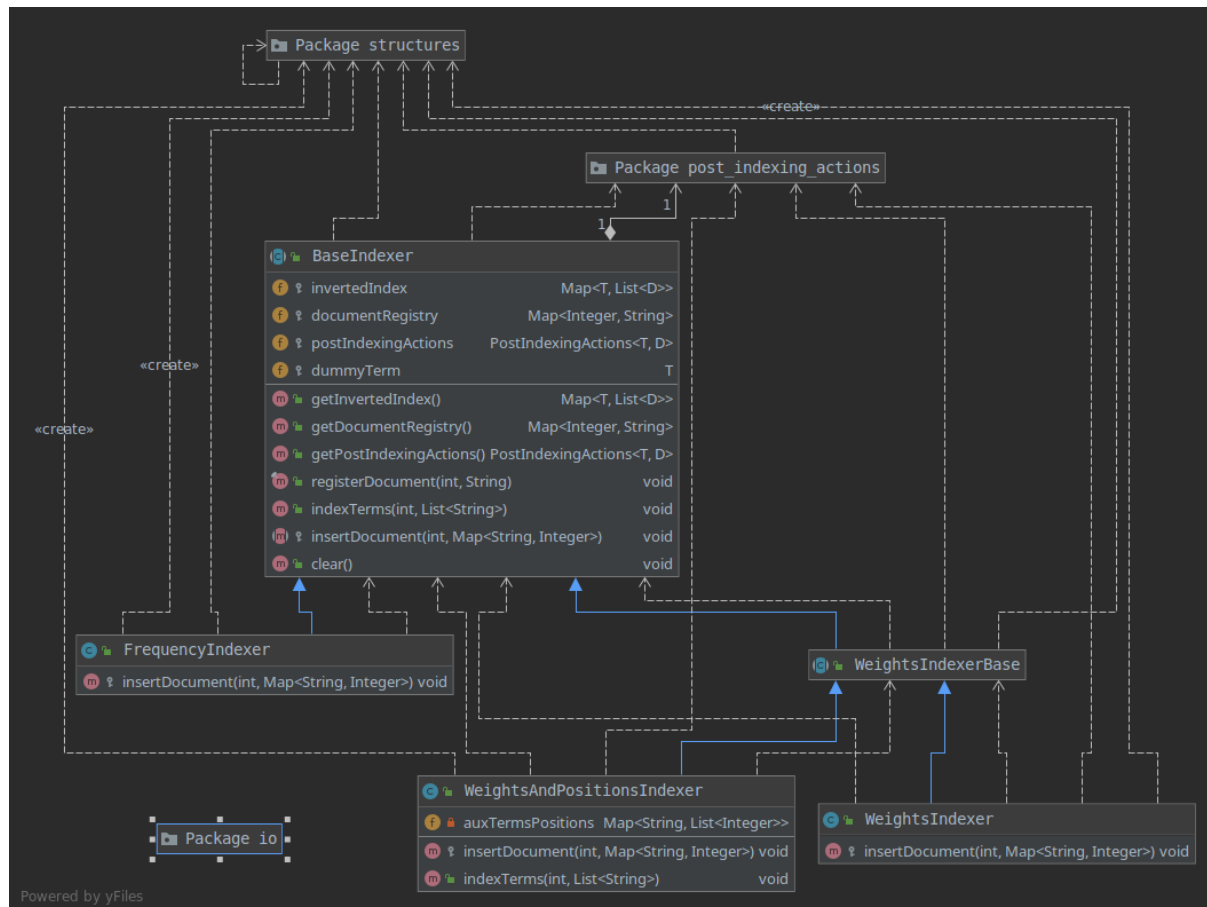 Package structures
«create»
Package post_indexing_actions
1
1
BaseIndexer
invertedIndex Map<T, List<D>>
documentRegistry Map<Integer, String>
postIndexingActions PostIndexingActions<T, D>
dummyTerm T
getInvertedIndex() Map<T, List<D>>
getDocumentRegistry() Map<Integer, String>
getPostIndexingActions() PostIndexingActions<T, D>
registerDocument(int, String) void
indexTerms(int, List<String>) void
insertDocument(int, Map<String, Integer>) void
clear() void
«create»
«create»
FrequencyIndexer
insertDocument(int, Map<String, Integer>) void
WeightsIndexerBase
WeightsAndPositionsIndexer
auxTermsPositions Map<String, List<Integer>>
insertDocument(int, Map<String, Integer>) void
indexTerms(int, List<String>) void
WeightsIndexer
insertDocument(int, Map<String, Integer>) void
Package io
Powered by yFiles